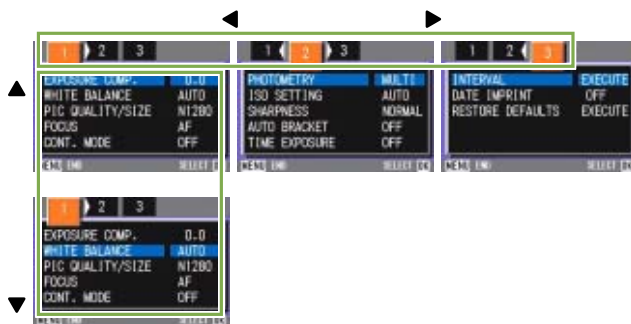 1 2 3
EXPOSURE COMP. 0.0
WHITE BALANCE AUTO
PIC QUALITY/SIZE N1280
FOCUS AF
CONT. MODE OFF
MENU END SELECT OK
1 2 3
PHOTOMETRY MULTI
ISO SETTING AUTO
SHARPNESS NORMAL
AUTO BRACKET OFF
TIME EXPOSURE OFF
MENU END SELECT OK
1 2 3
INTERVAL EXECUTE
DATE IMPRINT OFF
RESTORE DEFAULTS EXECUTE
MENU END SELECT OK
1 2 3
EXPOSURE COMP. 0.0
WHITE BALANCE AUTO
PIC QUALITY/SIZE N1280
FOCUS AF
CONT. MODE OFF